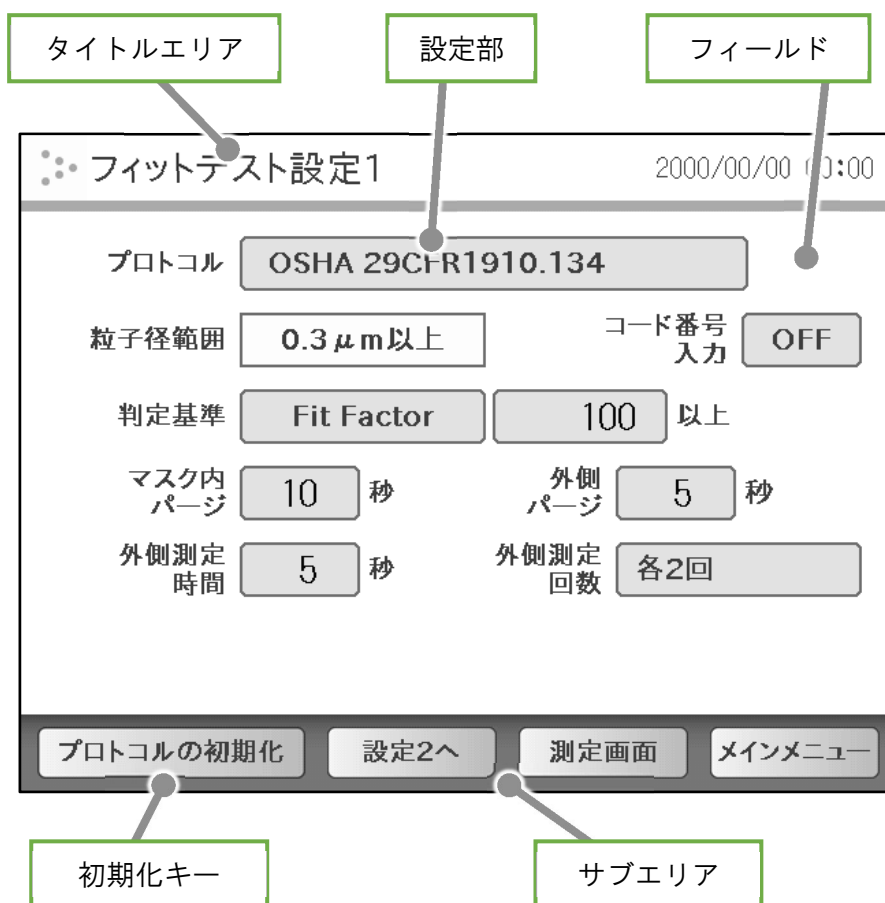 タイトルエリア 設定部 フィールド
フィットテスト設定1 2000/00/00 00:00
プロトコル OSHA 29CFR1910.134
粒子径範囲 0.3μm以上 コード番号入力 OFF
判定基準 Fit Factor 100 以上
マスク内パージ 10 秒 外側パージ 5 秒
外側測定時間 5 秒 外側測定回数 各2回
プロトコルの初期化 設定2へ 測定画面 メインメニュー
初期化キー サブエリア